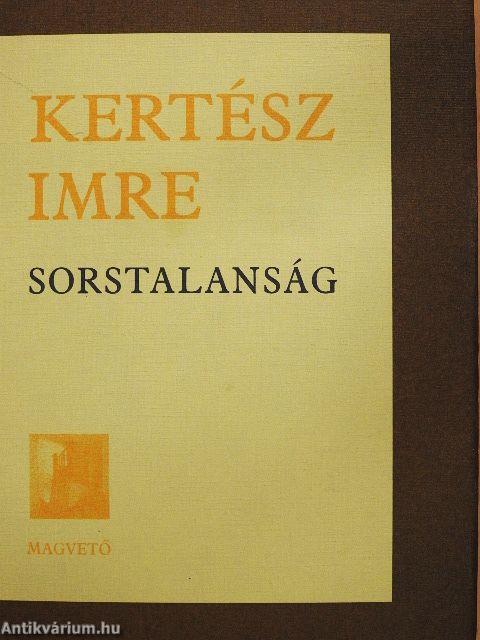 KERTÉSZ
IMRE
SORSTALANSÁG
MAGVETŐ
Antikvárium.hu